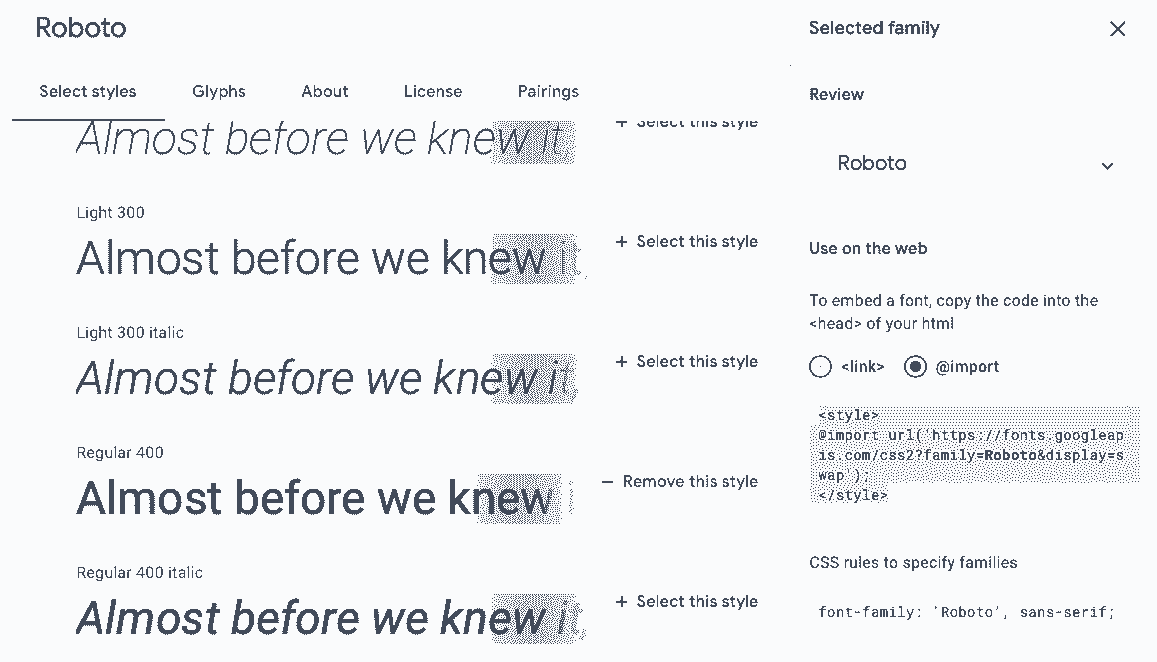 Roboto
Select styles Glyphs About License Pairings
Almost before we knew it,
+ Select this style
Light 300
Almost before we knew it,
+ Select this style
Light 300 italic
Almost before we knew it,
+ Select this style
Regular 400
Almost before we knew i
— Remove this style
Regular 400 italic
Almost before we knew it,
+ Select this style
Selected family
Review
Roboto
Use on the web
To embed a font, copy the code into the
<head> of your html
<link> @import
<style>
@import url('https://fonts.googleap
is.com/css2?family=Roboto&display=s
wap');
</style>
CSS rules to specify families
font-family: 'Roboto', sans-serif;